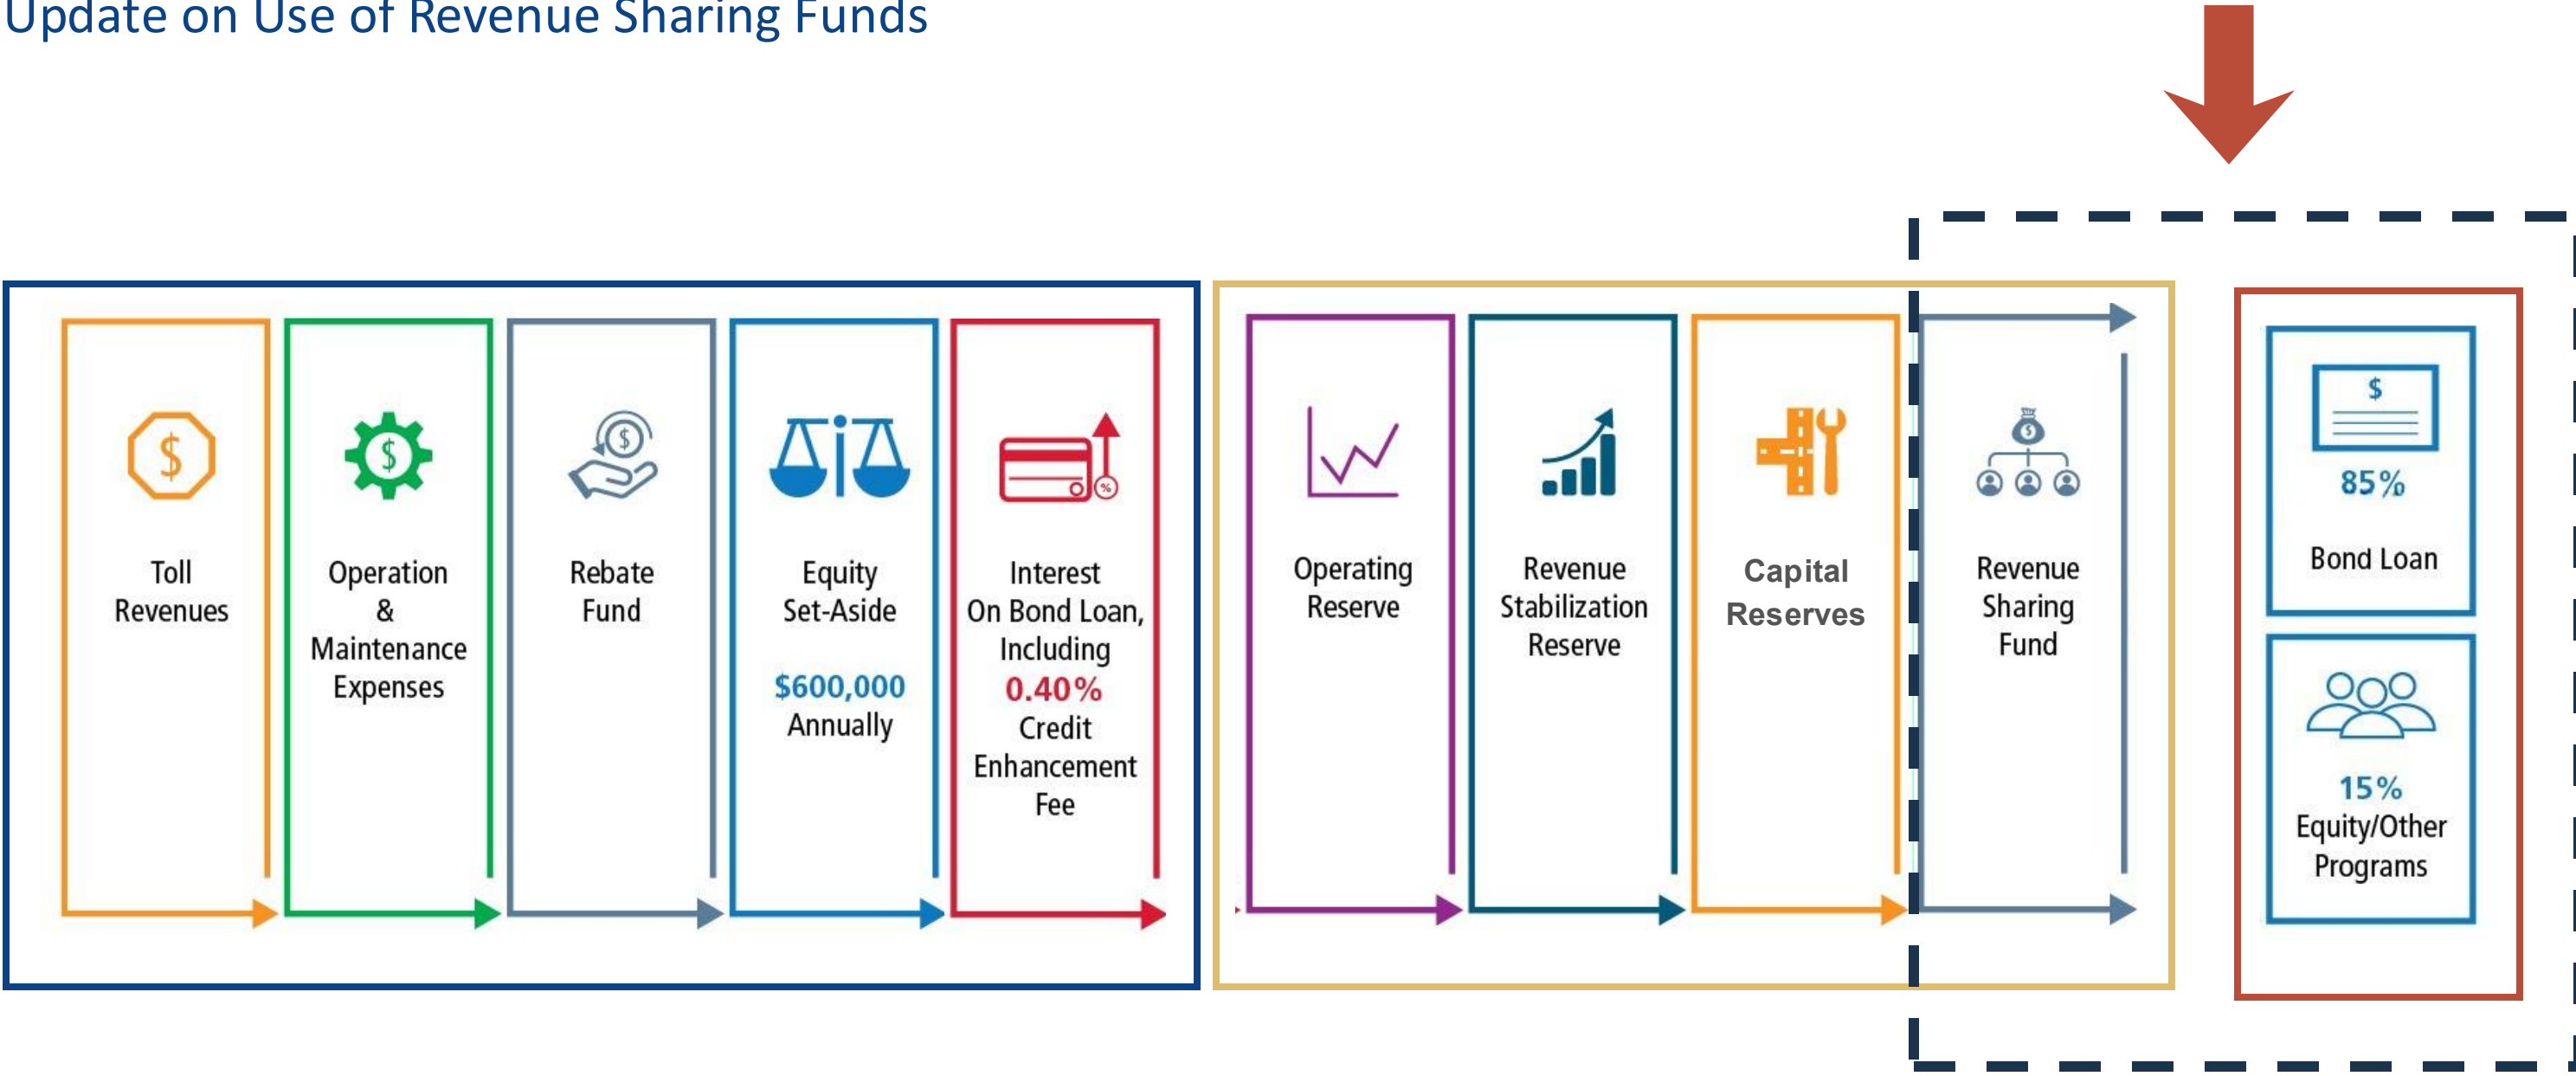 Update on Use of Revenue Sharing Funds
$
Toll
Revenues
$
Operation
&
Maintenance
Expenses
$
Rebate
Fund
Equity
Set-Aside
$600,000
Annually
%
Interest
On Bond Loan,
Including
0.40%
Credit
Enhancement
Fee
Operating
Reserve
Revenue
Stabilization
Reserve
Capital
Reserves
$
Revenue
Sharing
Fund
$
85%
Bond Loan
15%
Equity/Other
Programs